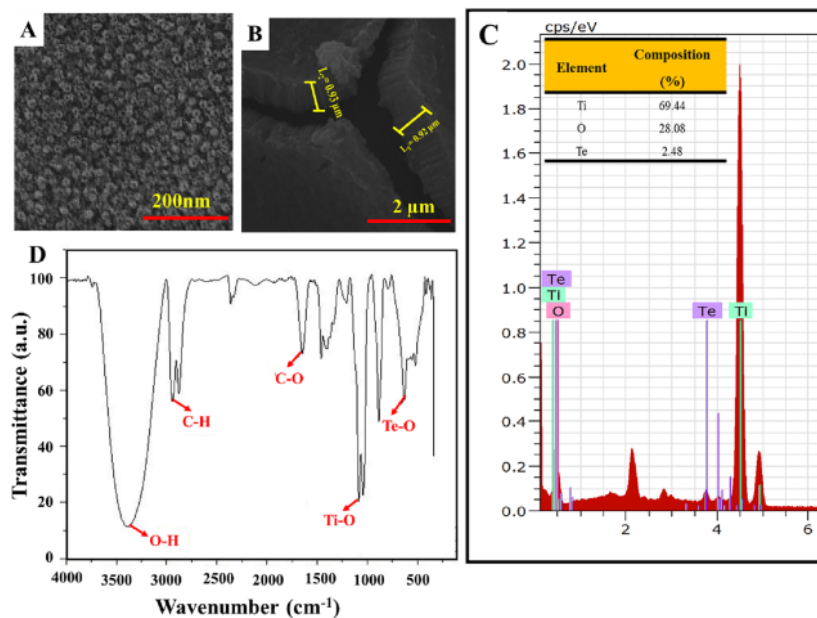 A
200nm
B
L₂= 0.93 µm
L₁= 0.92 µm
2 µm
C
cps/eV
Element Composition (%)
Ti 69.44
O 28.08
Te 2.48
2.0
1.8
1.6
1.4
1.2
1.0
0.8
0.6
0.4
0.2
0.0
Te
Ti
O
Te
Ti
2 4 6
D
Transmittance (a.u.)
100
80
60
40
20
0
O-H
C-H
C-O
Ti-O
Te-O
4000 3500 3000 2500 2000 1500 1000 500
Wavenumber (cm⁻¹)